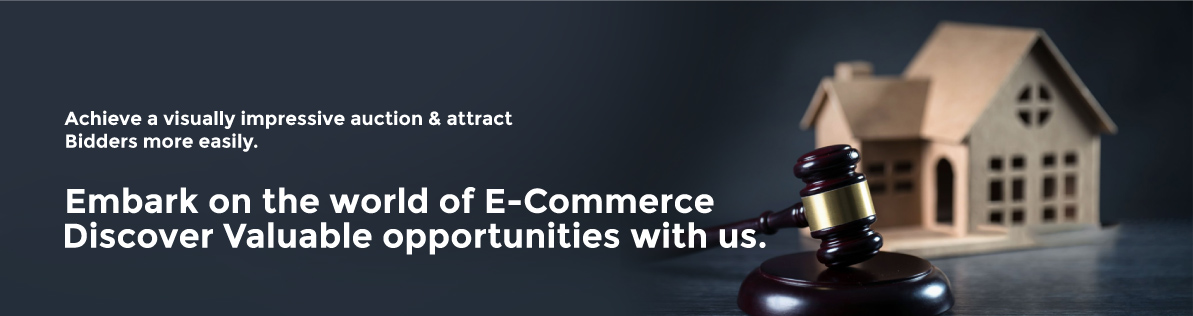 Achieve a visually impressive auction & attract
Bidders more easily.
Embark on the world of E-Commerce
Discover Valuable opportunities with us.